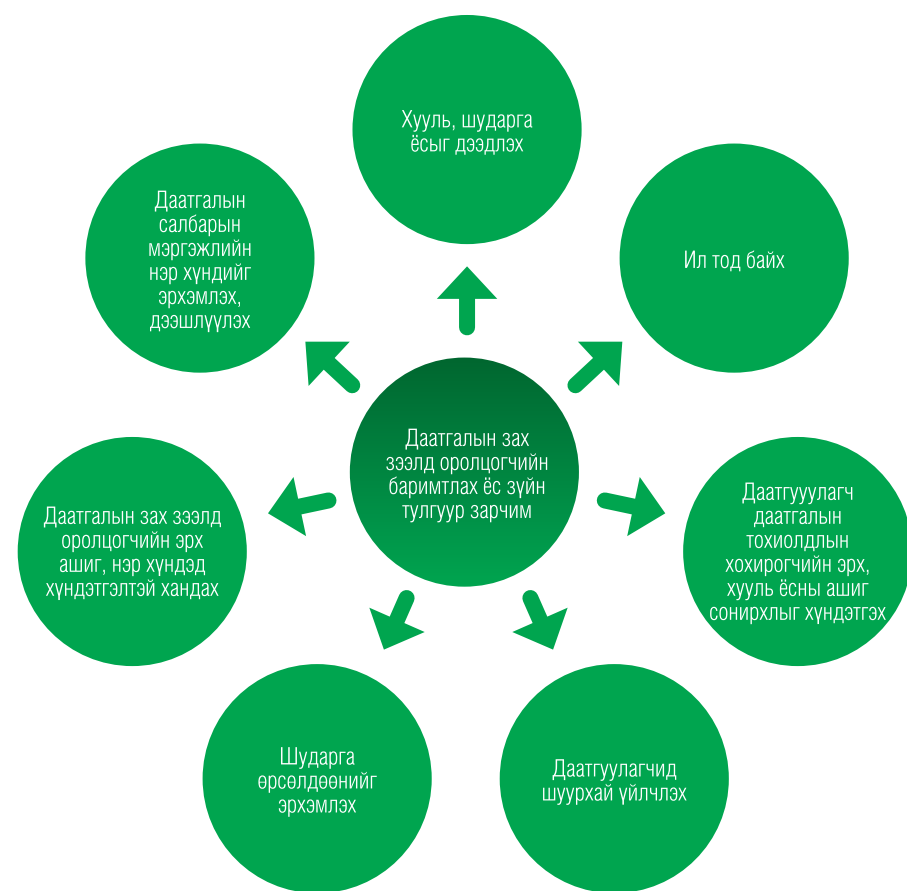 Хууль, шударга
ёсыг дээдлэх
Ил тод байх
Даатгууулагч
даатгалын
тохиолдлын
хохирогчийн эрх,
хууль ёсны ашиг
сонирхлыг хүндэтгэх
Даатгуулагчид
шуурхай үйлчлэх
Шударга
өрсөлдөөнийг
эрхэмлэх
Даатгалын зах зээлд
оролцогчийн эрх
ашиг, нэр хүндэд
хүндэтгэлтэй хандах
Даатгалын
салбарын
мэргэжлийн
нэр хүндийг
эрхэмлэх,
дээшлүүлэх
Даатгалын зах
зээлд оролцогчийн
баримтлах ёс зүйн
тулгуур зарчим